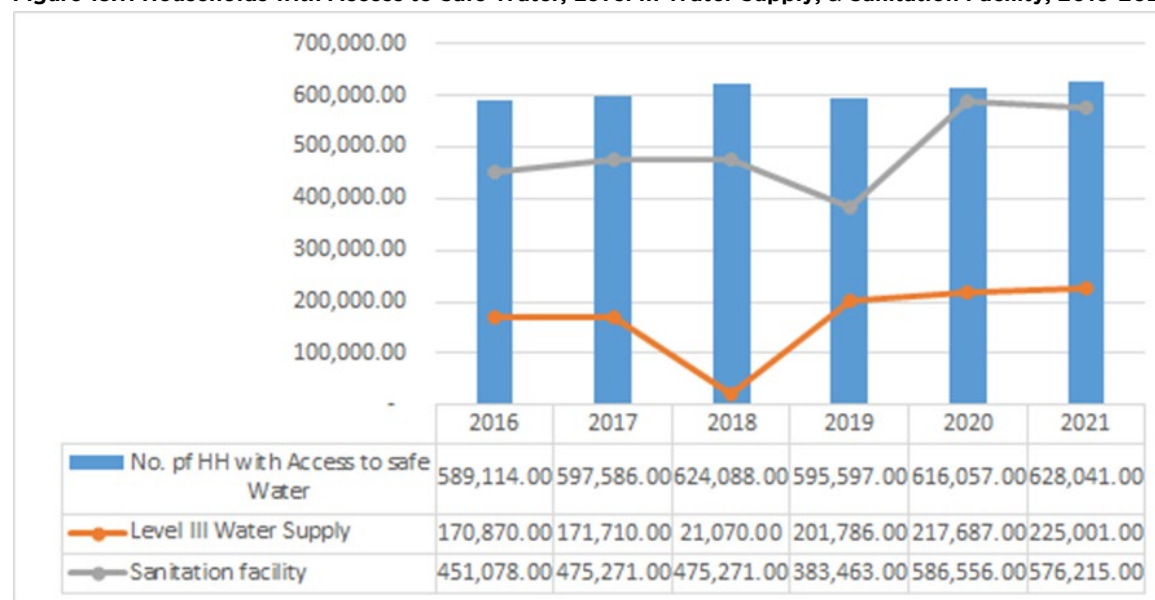 700,000.00
600,000.00
500,000.00
400,000.00
300,000.00
200,000.00
100,000.00
-
2016 2017 2018 2019 2020 2021
No. pf HH with Access to safe Water 589,114.00 597,586.00 624,088.00 595,597.00 616,057.00 628,041.00
Level III Water Supply 170,870.00 171,710.00 21,070.00 201,786.00 217,687.00 225,001.00
Sanitation facility 451,078.00 475,271.00 475,271.00 383,463.00 586,556.00 576,215.00